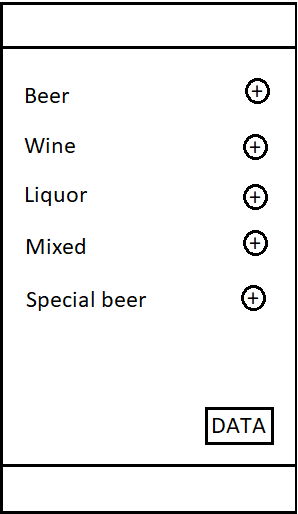 Beer +
Wine +
Liquor +
Mixed +
Special beer +
DATA